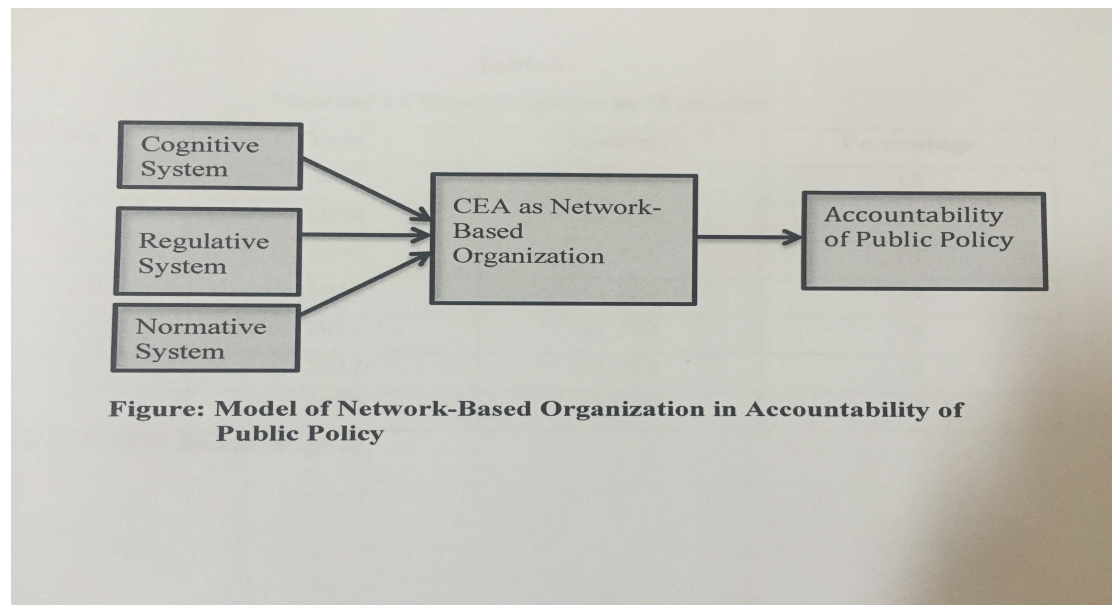 Cognitive
System
Regulative
System
Normative
System
CEA as Network-
Based
Organization
Accountability
of Public Policy
Figure: Model of Network-Based Organization in Accountability of
Public Policy